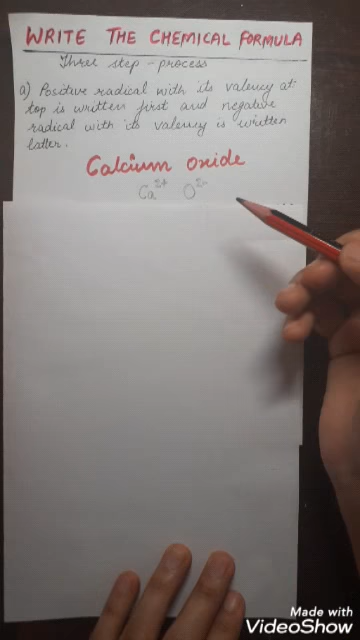 WRITE THE CHEMICAL FORMULA
Three step - process
a) Positive radical with its valency at
top is written first and negative
radical with its valency is written
latter.
Calcium oxide
Ca²⁺ O²⁻
Made with
VideoShow